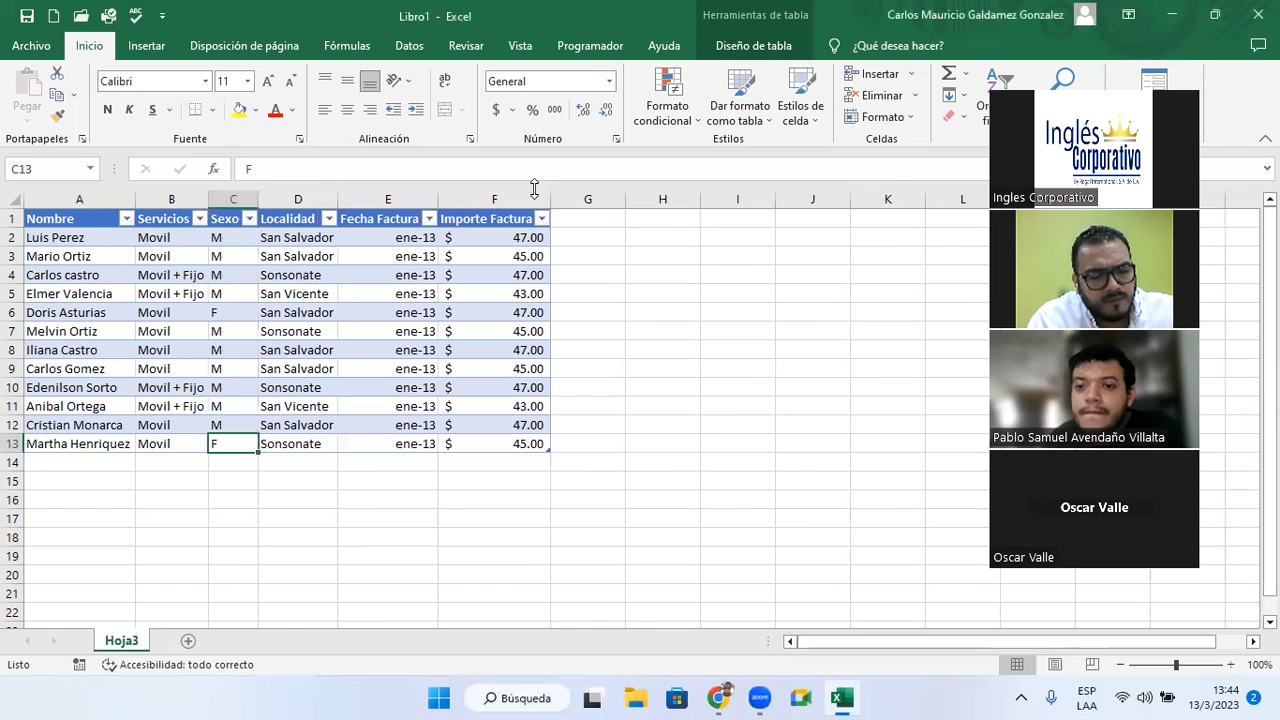 Libro1 - Excel
Herramientas de tabla
Carlos Mauricio Galdamez Gonzalez
Archivo Inicio Insertar Disposición de página Fórmulas Datos Revisar Vista Programador Ayuda Diseño de tabla ¿Qué desea hacer?
Pegar
Calibri 11
N K S
General
$ % 000
Formato condicional
Dar formato como tabla
Estilos de celda
Insertar
Eliminar
Formato
Portapapeles Fuente Alineación Número Estilos Celdas
C13 F
A B C D E F G H I J K L
1 Nombre Servicios Sexo Localidad Fecha Factura Importe Factura
2 Luis Perez Movil M San Salvador ene-13 $ 47.00
3 Mario Ortiz Movil M San Salvador ene-13 $ 45.00
4 Carlos castro Movil + Fijo M Sonsonate ene-13 $ 47.00
5 Elmer Valencia Movil + Fijo M San Vicente ene-13 $ 43.00
6 Doris Asturias Movil F San Salvador ene-13 $ 47.00
7 Melvin Ortiz Movil M Sonsonate ene-13 $ 45.00
8 Iliana Castro Movil M San Salvador ene-13 $ 47.00
9 Carlos Gomez Movil M San Salvador ene-13 $ 45.00
10 Edenilson Sorto Movil + Fijo M Sonsonate ene-13 $ 47.00
11 Anibal Ortega Movil + Fijo M San Vicente ene-13 $ 43.00
12 Cristian Monarca Movil M San Salvador ene-13 $ 47.00
13 Martha Henriquez Movil F Sonsonate ene-13 $ 45.00
14
15
16
17
18
19
20
21
22
Inglés
Corporativo
Ingles Corporativo
Pablo Samuel Avendaño Villalta
Oscar Valle
Oscar Valle
Hoja3
Listo Accesibilidad: todo correcto 100%
Búsqueda
ESP
LAA
13:44
13/3/2023
2